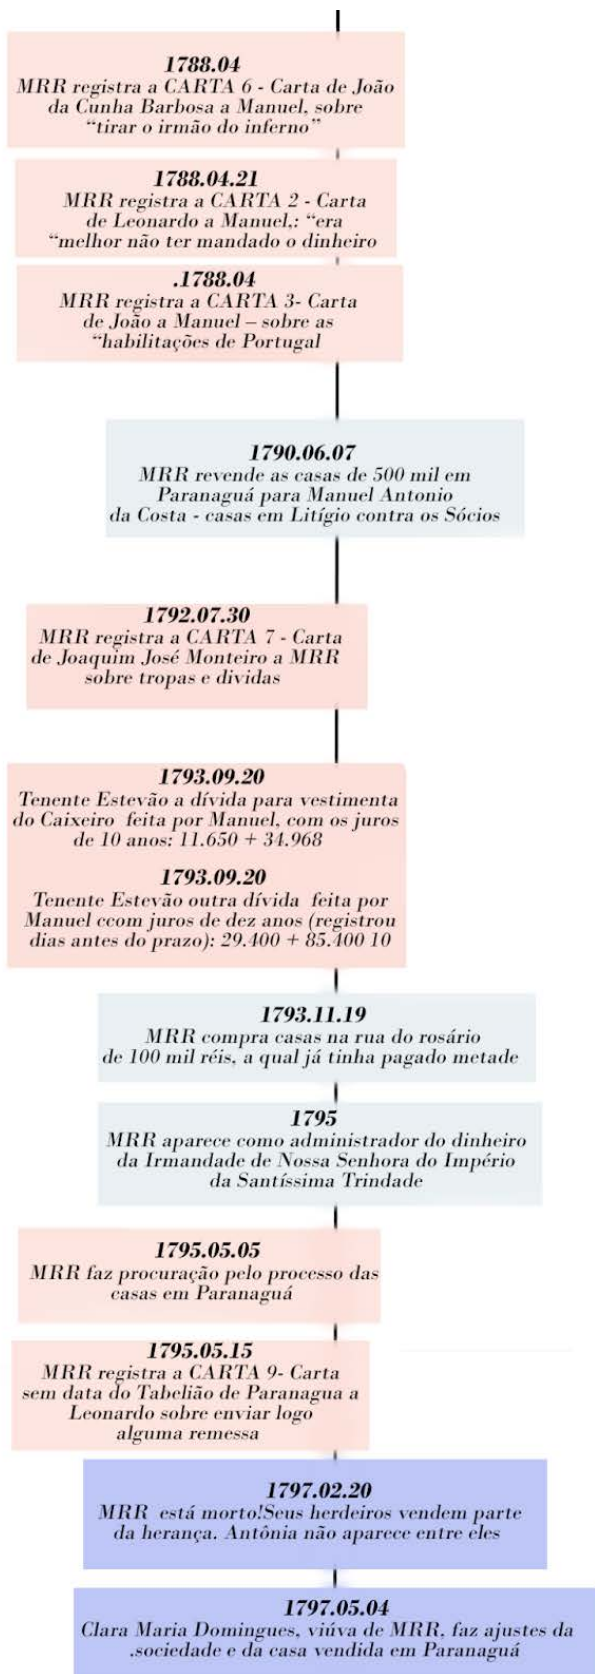 1788.04
MRR registra a CARTA 6 - Carta de João
da Cunha Barbosa a Manuel, sobre
“tirar o irmão do inferno”
1788.04.21
MRR registra a CARTA 2 - Carta
de Leonardo a Manuel,: “era
“melhor não ter mandado o dinheiro
.1788.04
MRR registra a CARTA 3- Carta
de João a Manuel – sobre as
“habilitações de Portugal
1790.06.07
MRR revende as casas de 500 mil em
Paranaguá para Manuel Antonio
da Costa - casas em Litígio contra os Sócios
1792.07.30
MRR registra a CARTA 7 - Carta
de Joaquim José Monteiro a MRR
sobre tropas e dividas
1793.09.20
Tenente Estevão a dívida para vestimenta
do Caixeiro feita por Manuel, com os juros
de 10 anos: 11.650 + 34.968
1793.09.20
Tenente Estevão outra dívida feita por
Manuel ccom juros de dez anos (registrou
dias antes do prazo): 29.400 + 85.400 10
1793.11.19
MRR compra casas na rua do rosário
de 100 mil réis, a qual já tinha pagado metade
1795
MRR aparece como administrador do dinheiro
da Irmandade de Nossa Senhora do Império
da Santíssima Trindade
1795.05.05
MRR faz procuração pelo processo das
casas em Paranaguá
1795.05.15
MRR registra a CARTA 9- Carta
sem data do Tabelião de Paranagua a
Leonardo sobre enviar logo
alguma remessa
1797.02.20
MRR está morto!Seus herdeiros vendem parte
da herança. Antônia não aparece entre eles
1797.05.04
Clara Maria Domingues, viúva de MRR, faz ajustes da
.sociedade e da casa vendida em Paranaguá